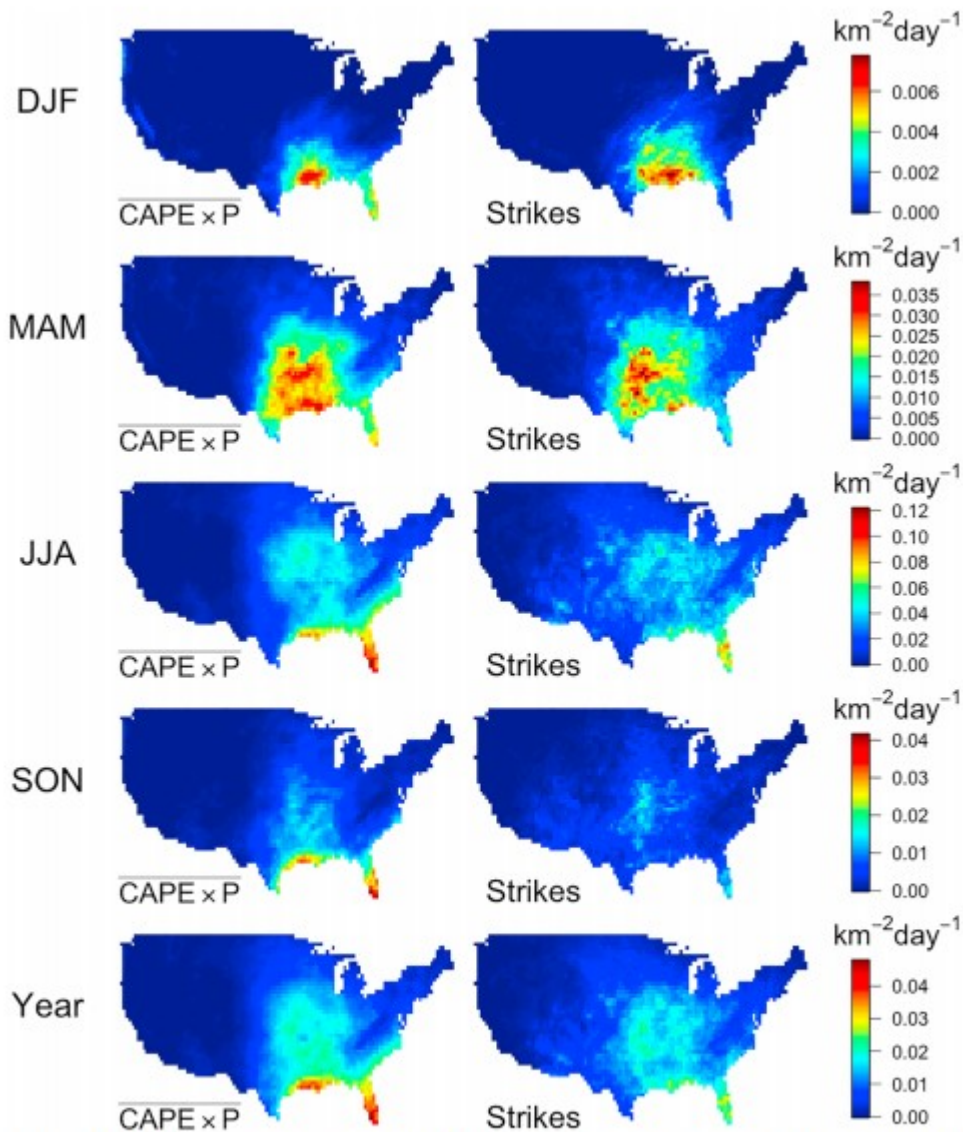 km⁻²day⁻¹
DJF
0.006
0.004
0.002
0.000
CAPE × P
Strikes
km⁻²day⁻¹
MAM
0.035
0.030
0.025
0.020
0.015
0.010
0.005
0.000
CAPE × P
Strikes
km⁻²day⁻¹
JJA
0.12
0.10
0.08
0.06
0.04
0.02
0.00
CAPE × P
Strikes
km⁻²day⁻¹
SON
0.04
0.03
0.02
0.01
0.00
CAPE × P
Strikes
km⁻²day⁻¹
Year
0.04
0.03
0.02
0.01
0.00
CAPE × P
Strikes